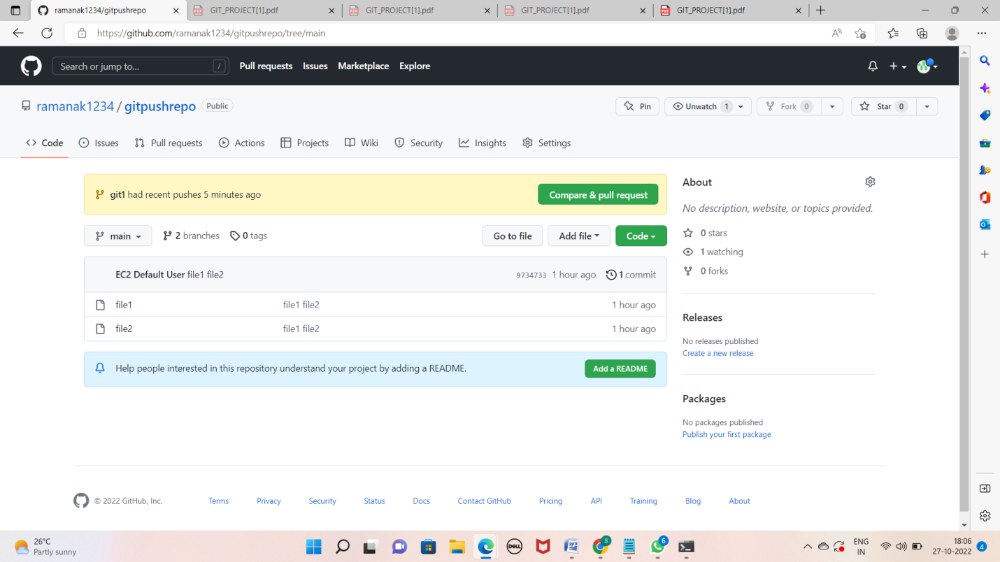 ramanak1234/gitpushrepo
GIT_PROJECT[1].pdf
GIT_PROJECT[1].pdf
GIT_PROJECT[1].pdf
GIT_PROJECT[1].pdf
https://github.com/ramanak1234/gitpushrepo/tree/main
Search or jump to... /
Pull requests Issues Marketplace Explore
ramanak1234 / gitpushrepo Public
Pin
Unwatch 1
Fork 0
Star 0
<> Code Issues Pull requests Actions Projects Wiki Security Insights Settings
git1 had recent pushes 5 minutes ago
Compare & pull request
main 2 branches 0 tags
Go to file Add file Code
EC2 Default User file1 file2 9734733 1 hour ago 1 commit
file1 file1 file2 1 hour ago
file2 file1 file2 1 hour ago
Help people interested in this repository understand your project by adding a README.
Add a README
About
No description, website, or topics provided.
0 stars
1 watching
0 forks
Releases
No releases published
Create a new release
Packages
No packages published
Publish your first package
© 2022 GitHub, Inc. Terms Privacy Security Status Docs Contact GitHub Pricing API Training Blog About
26°C
Partly sunny
DELL
W
S
6
ENG
IN
18:06
27-10-2022
4